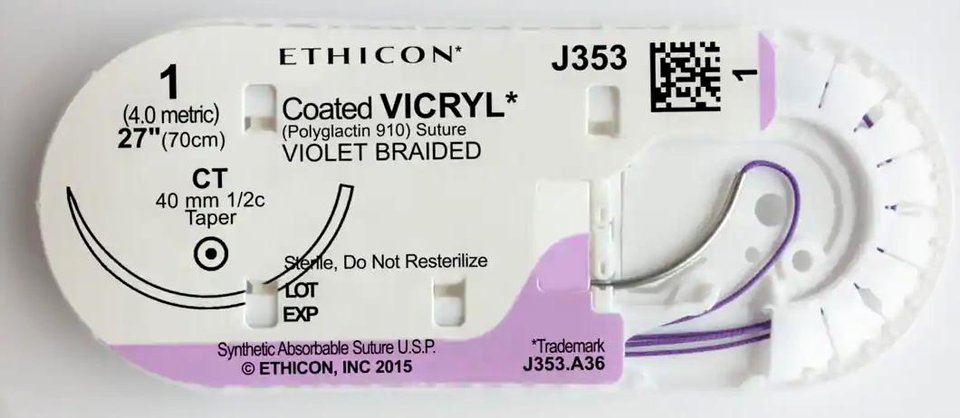 1
(4.0 metric)
27"(70cm)
CT
40 mm 1/2c
Taper
ETHICON*
Coated VICRYL*
(Polyglactin 910) Suture
VIOLET BRAIDED
J353
1
Sterile, Do Not Resterilize
LOT
EXP
Synthetic Absorbable Suture U.S.P.
© ETHICON, INC 2015
*Trademark
J353.A36